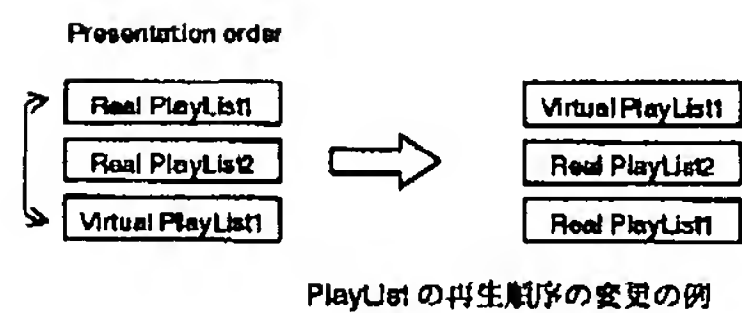 Presentation order
Real PlayList1
Real PlayList2
Virtual PlayList1
Virtual PlayList1
Real PlayList2
Real PlayList1
PlayList の再生順序の変更の例